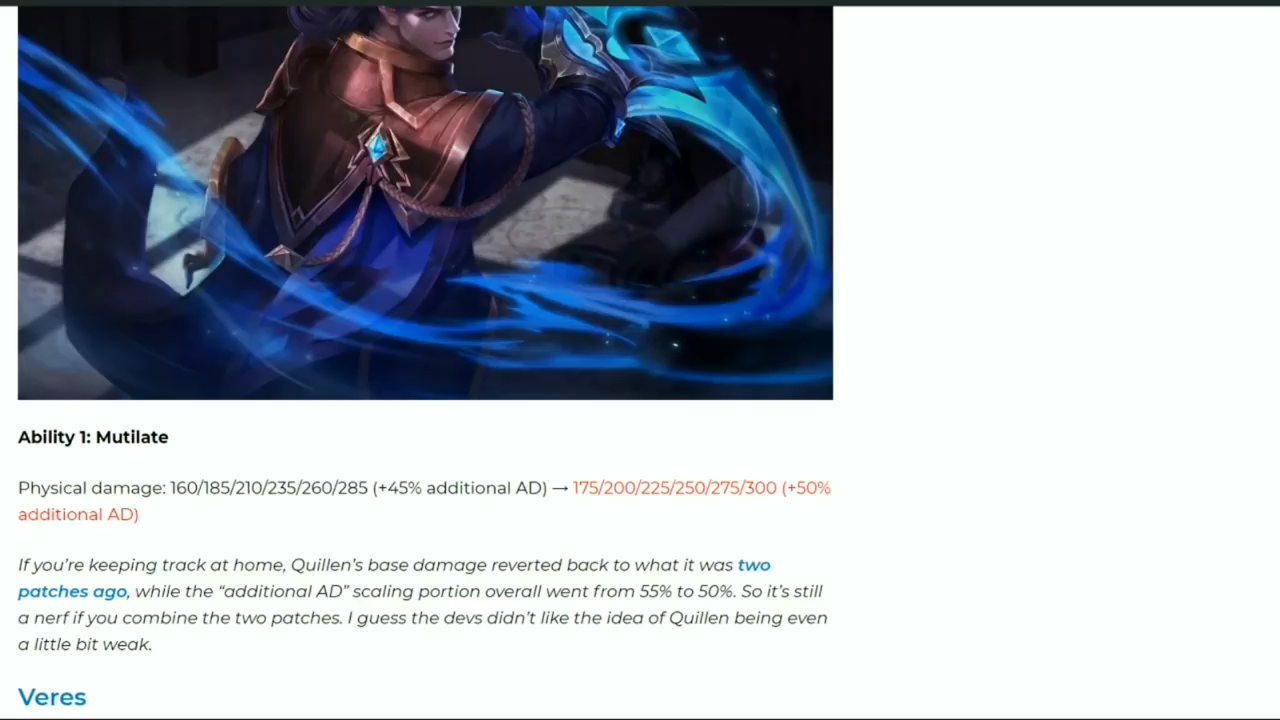 Ability 1: Mutilate
Physical damage: 160/185/210/235/260/285 (+45% additional AD) → 175/200/225/250/275/300 (+50%
additional AD)
If you’re keeping track at home, Quillen’s base damage reverted back to what it was two
patches ago, while the “additional AD” scaling portion overall went from 55% to 50%. So it’s still
a nerf if you combine the two patches. I guess the devs didn’t like the idea of Quillen being even
a little bit weak.
Veres